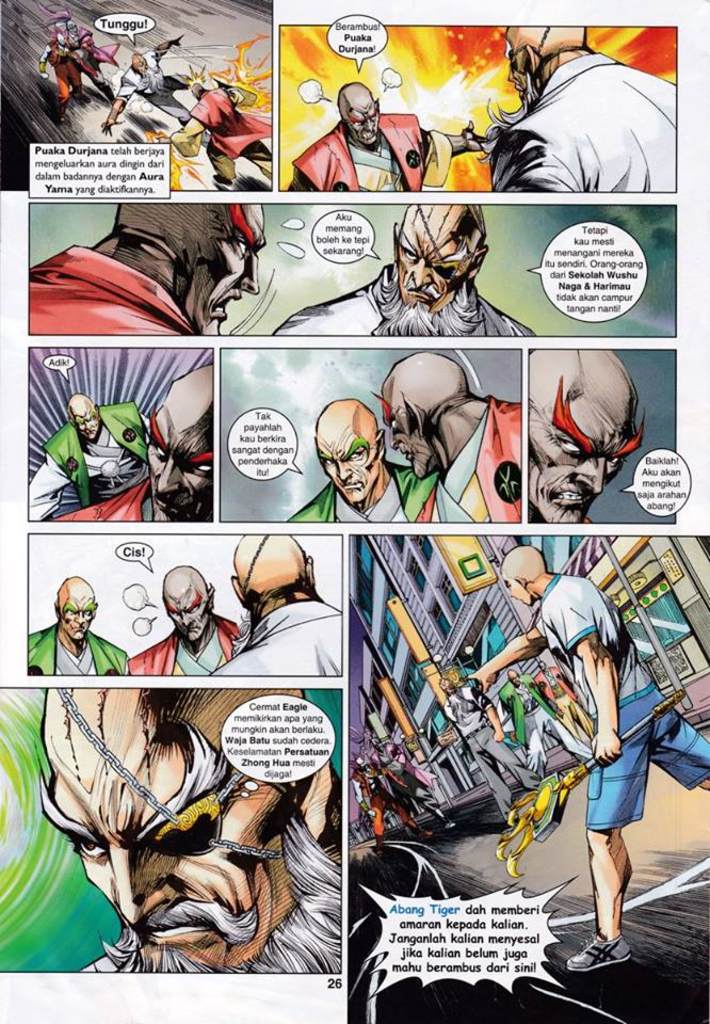 Tunggu!
Puaka Durjana telah berjaya
mengeluarkan aura dingin dari
dalam badannya dengan Aura
Yama yang diaktifkannya.
Berambus!
Puaka
Durjana!
Aku
memang
boleh ke tepi
sekarang!
Tetapi
kau mesti
menangani mereka
itu sendiri. Orang-orang
dari Sekolah Wushu
Naga & Harimau
tidak akan campur
tangan nanti!
Adik!
Tak
payahlah
kau berkira
dengan
penderhaka
itu!
Baiklah!
Aku akan
mengikut
saja arahan
abang!
Cis!
Cermat Eagle
memikirkan apa yang
mungkin akan berlaku.
Waja Batu sudah cedera.
Keselamatan Persatuan
Zhong Hua mesti
dijaga!
Abang Tiger dah memberi
amaran kepada kalian.
Janganlah kalian menyesal
jika kalian belum juga
mahu berambus dari sini!
26